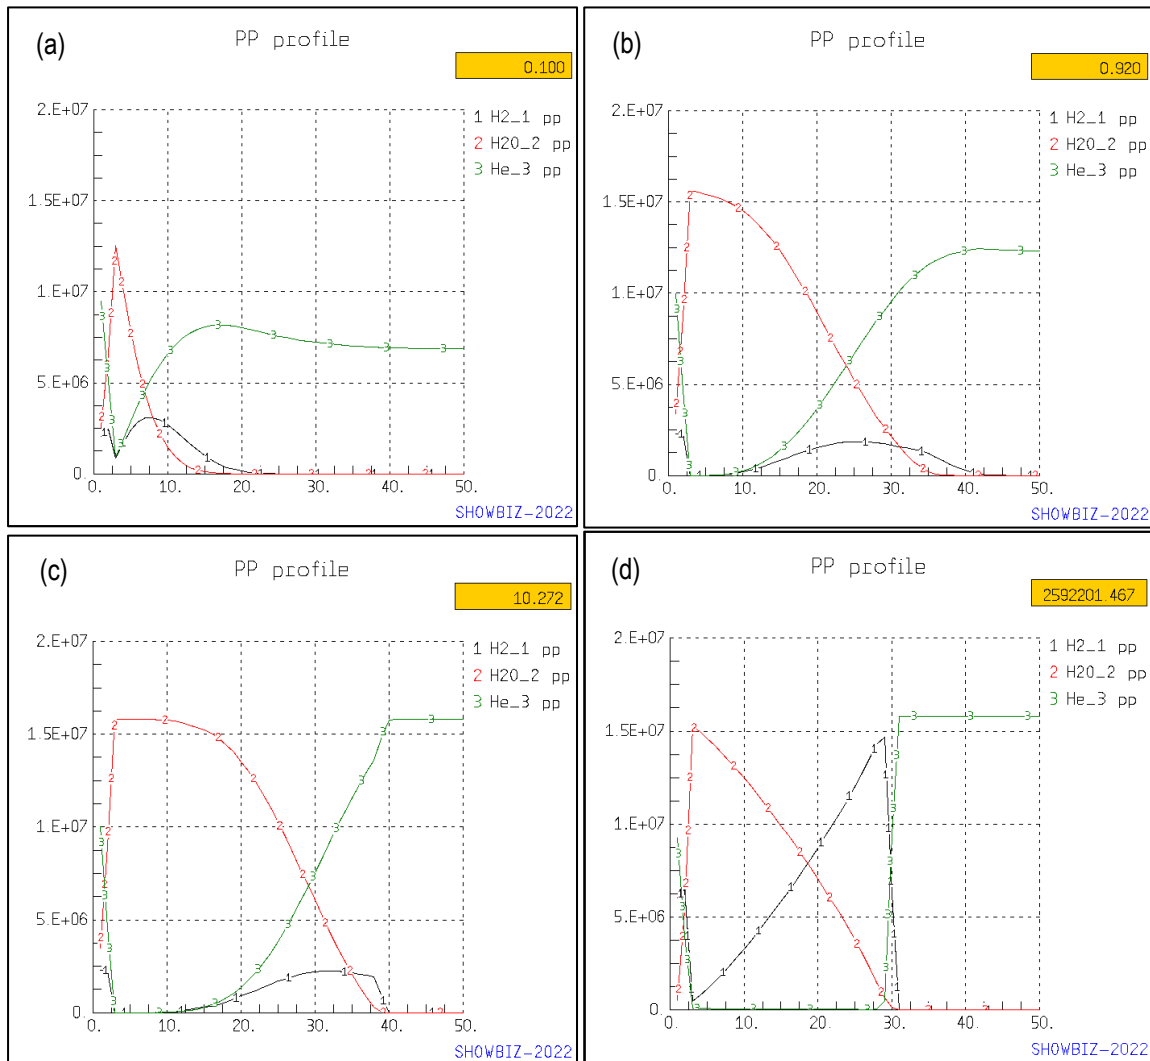 (a)
PP profile
0.100
2.E+07
1.5E+07
1.E+07
5.E+06
0.
0. 10. 20. 30. 40. 50.
1 H2_1 pp
2 H2O_2 pp
3 He_3 pp
SHOWBIZ-2022
(b)
PP profile
0.920
2.E+07
1.5E+07
1.E+07
5.E+06
0.
0. 10. 20. 30. 40. 50.
1 H2_1 pp
2 H2O_2 pp
3 He_3 pp
SHOWBIZ-2022
(c)
PP profile
10.272
2.E+07
1.5E+07
1.E+07
5.E+06
0.
0. 10. 20. 30. 40. 50.
1 H2_1 pp
2 H2O_2 pp
3 He_3 pp
SHOWBIZ-2022
(d)
PP profile
2592201.467
2.E+07
1.5E+07
1.E+07
5.E+06
0.
0. 10. 20. 30. 40. 50.
1 H2_1 pp
2 H2O_2 pp
3 He_3 pp
SHOWBIZ-2022